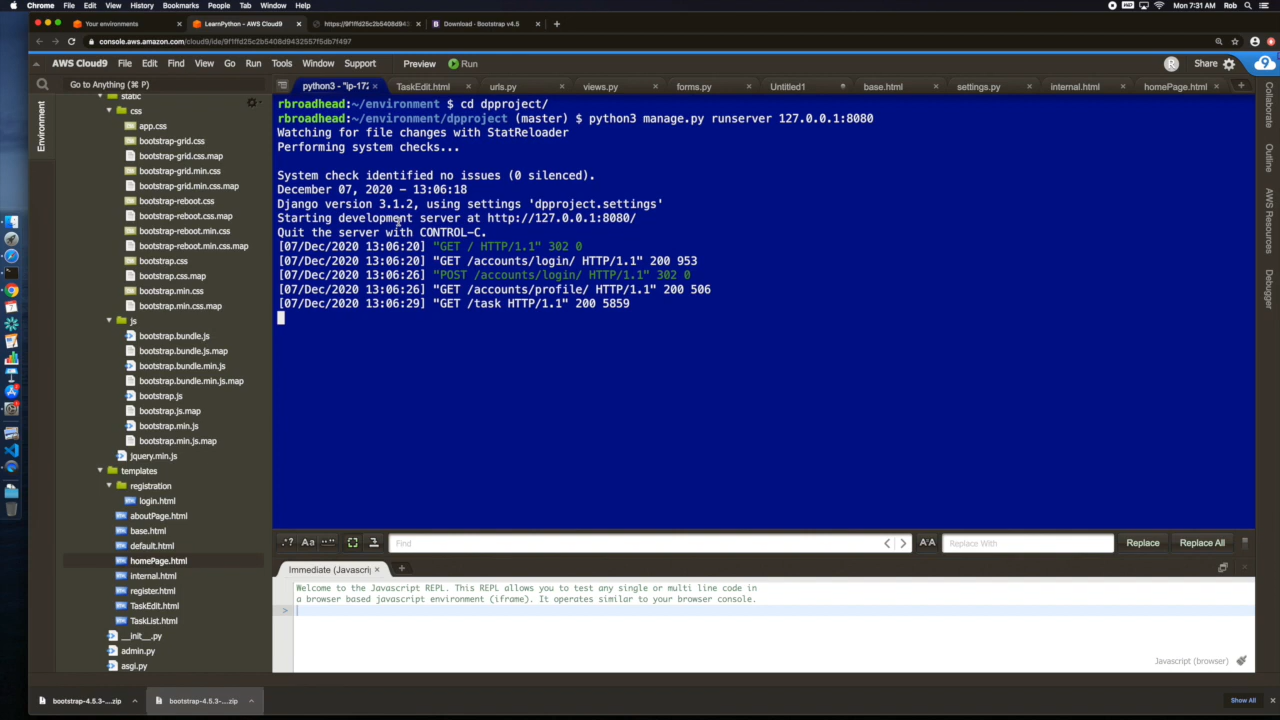 Chrome File Edit View History Bookmarks People Tab Window Help Mon 7:31 AM Rob
Your environments LearnPython - AWS Cloud9 https://9f1ffd25c2b5408d943 Download · Bootstrap v4.5
console.aws.amazon.com/cloud9/ide/9f1ffd25c2b5408d9432557f5db7f497
AWS Cloud9 File Edit Find View Go Run Tools Window Support Preview Run R Share 9
Go to Anything (⌘ P) python3 - "ip-172 TaskEdit.html urls.py views.py forms.py Untitled1 base.html settings.py internal.html homePage.html
Environment
static
css
app.css
bootstrap-grid.css
bootstrap-grid.css.map
bootstrap-grid.min.css
bootstrap-grid.min.css.map
bootstrap-reboot.css
bootstrap-reboot.css.map
bootstrap-reboot.min.css
bootstrap-reboot.min.css.map
bootstrap.css
bootstrap.css.map
bootstrap.min.css
bootstrap.min.css.map
js
bootstrap.bundle.js
bootstrap.bundle.js.map
bootstrap.bundle.min.js
bootstrap.bundle.min.js.map
bootstrap.js
bootstrap.js.map
bootstrap.min.js
bootstrap.min.js.map
jquery.min.js
templates
registration
login.html
aboutPage.html
base.html
default.html
homePage.html
internal.html
register.html
TaskEdit.html
TaskList.html
__init__.py
admin.py
asgi.py
rbroadhead:~/environment $ cd dpproject/
rbroadhead:~/environment/dpproject (master) $ python3 manage.py runserver 127.0.0.1:8080
Watching for file changes with StatReloader
Performing system checks...
System check identified no issues (0 silenced).
December 07, 2020 - 13:06:18
Django version 3.1.2, using settings 'dpproject.settings'
Starting development server at http://127.0.0.1:8080/
Quit the server with CONTROL-C.
[07/Dec/2020 13:06:20] "GET / HTTP/1.1" 302 0
[07/Dec/2020 13:06:20] "GET /accounts/login/ HTTP/1.1" 200 953
[07/Dec/2020 13:06:26] "POST /accounts/login/ HTTP/1.1" 302 0
[07/Dec/2020 13:06:26] "GET /accounts/profile/ HTTP/1.1" 200 506
[07/Dec/2020 13:06:29] "GET /task HTTP/1.1" 200 5859
Collaborate
Outline
AWS Resources
Debugger
.* Aa Find Replace With Replace Replace All
Immediate (Javascrip
Welcome to the Javascript REPL. This REPL allows you to test any single or multi line code in
a browser based javascript environment (iframe). It operates similar to your browser console.
>
Javascript (browser)
bootstrap-4.5.3-....zip bootstrap-4.5.3-....zip Show All